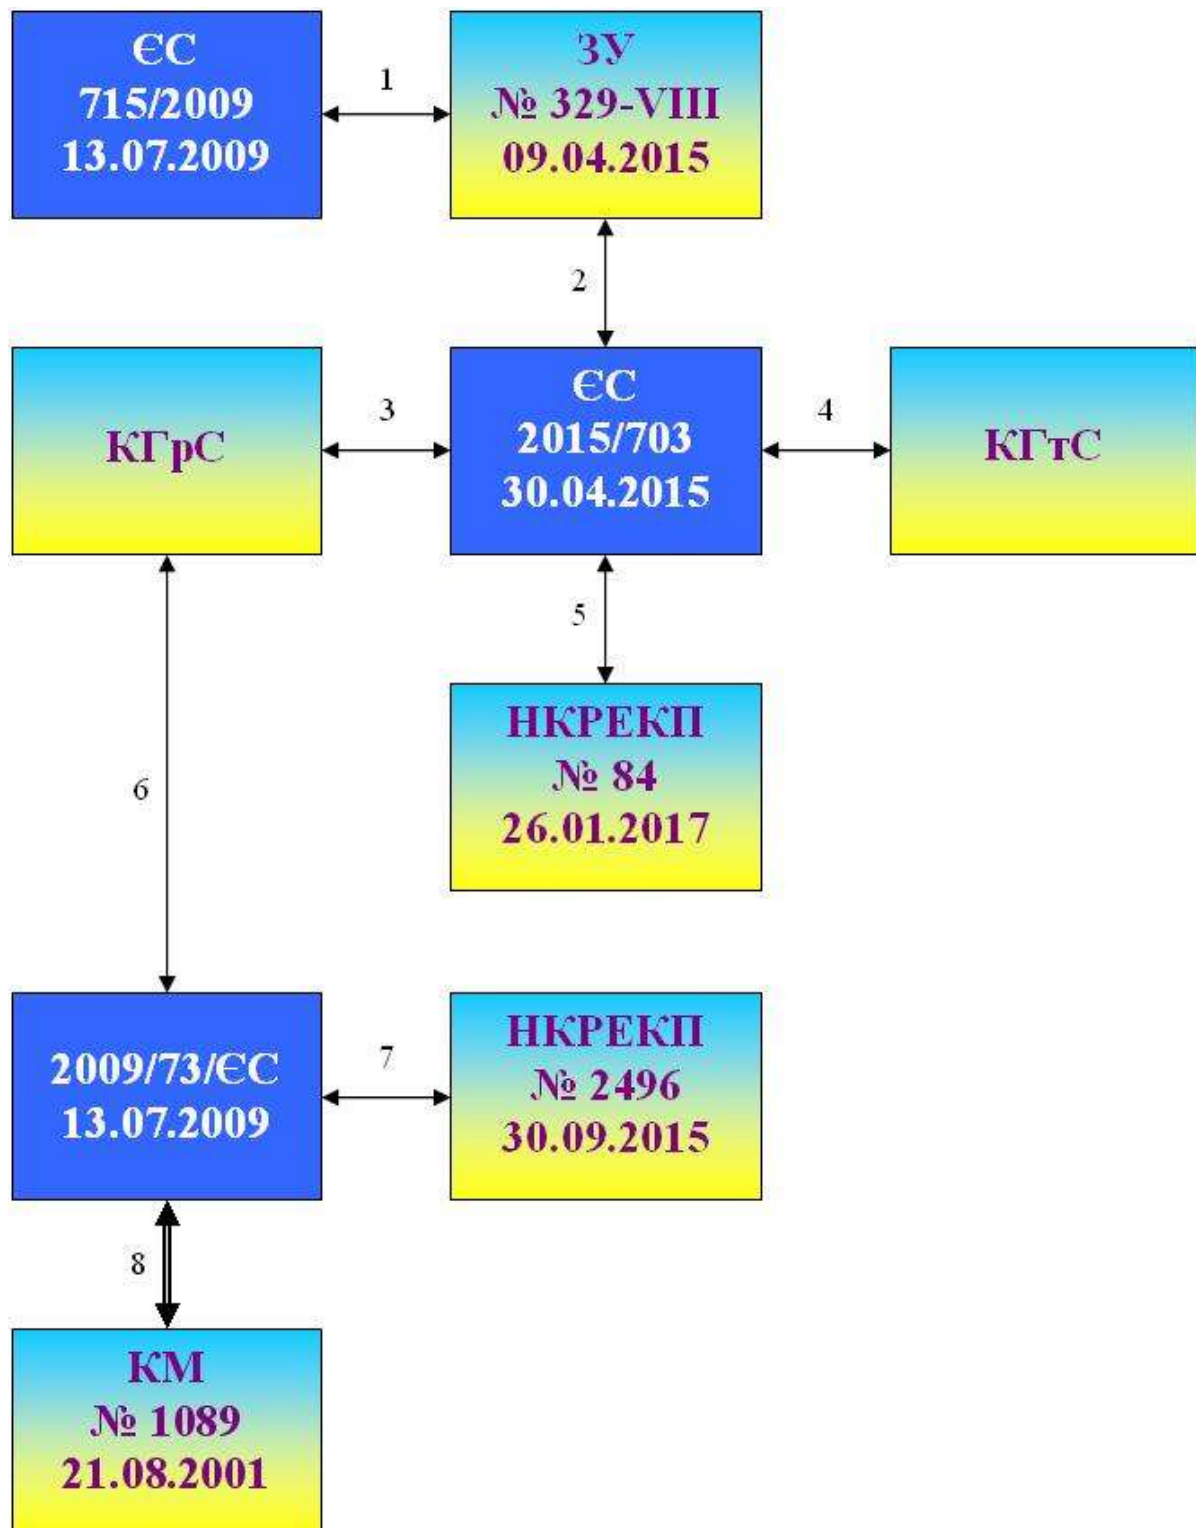 ЄС
715/2009
13.07.2009
1
ЗУ
№ 329-VIII
09.04.2015
2
КГрС
3
ЄС
2015/703
30.04.2015
4
КГтС
5
НКРЕКП
№ 84
26.01.2017
6
2009/73/ЄС
13.07.2009
7
НКРЕКП
№ 2496
30.09.2015
8
КМ
№ 1089
21.08.2001